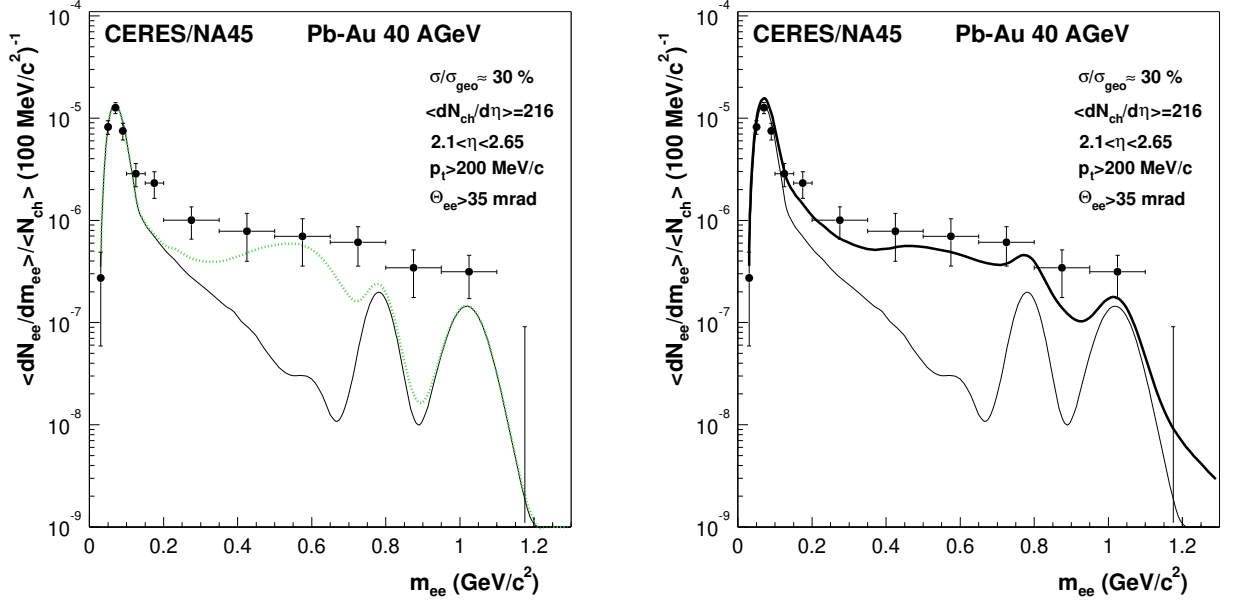 CERES/NA45 Pb-Au 40 AGeV
σ/σgeo ≈ 30 %
<dNch/dη>=216
2.1<η<2.65
pt>200 MeV/c
Θee>35 mrad
<dNee/dmee>/<Nch> (100 MeV/c²)⁻¹
10⁻⁴
10⁻⁵
10⁻⁶
10⁻⁷
10⁻⁸
10⁻⁹
0 0.2 0.4 0.6 0.8 1 1.2
mee (GeV/c²)
CERES/NA45 Pb-Au 40 AGeV
σ/σgeo ≈ 30 %
<dNch/dη>=216
2.1<η<2.65
pt>200 MeV/c
Θee>35 mrad
<dNee/dmee>/<Nch> (100 MeV/c²)⁻¹
10⁻⁴
10⁻⁵
10⁻⁶
10⁻⁷
10⁻⁸
10⁻⁹
0 0.2 0.4 0.6 0.8 1 1.2
mee (GeV/c²)